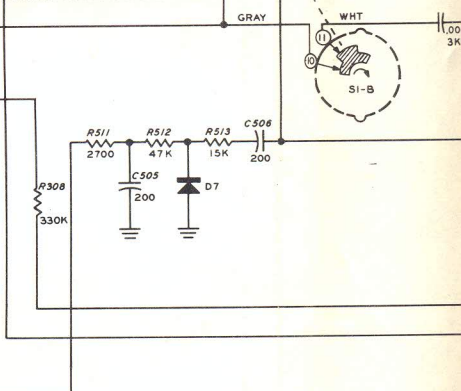 GRAY
WHT
11
.00
3K
10
S1-B
R511
R512
R513
C506
2700
47K
15K
200
C505
200
D7
R308
330K